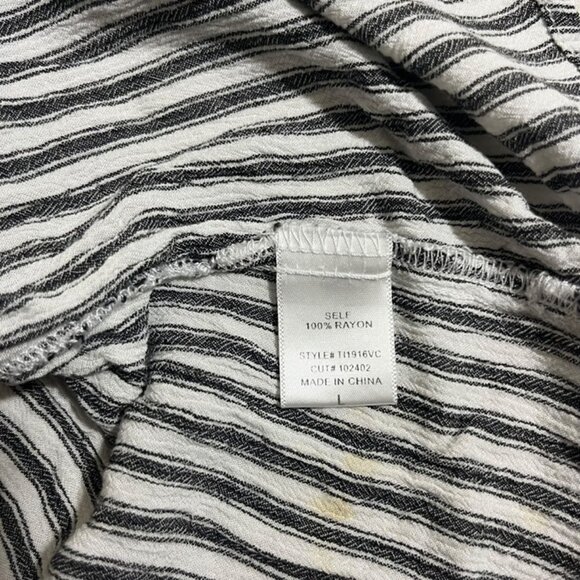 SELF
100% RAYON
STYLE# TI1916VC
CUT# 102402
MADE IN CHINA
L